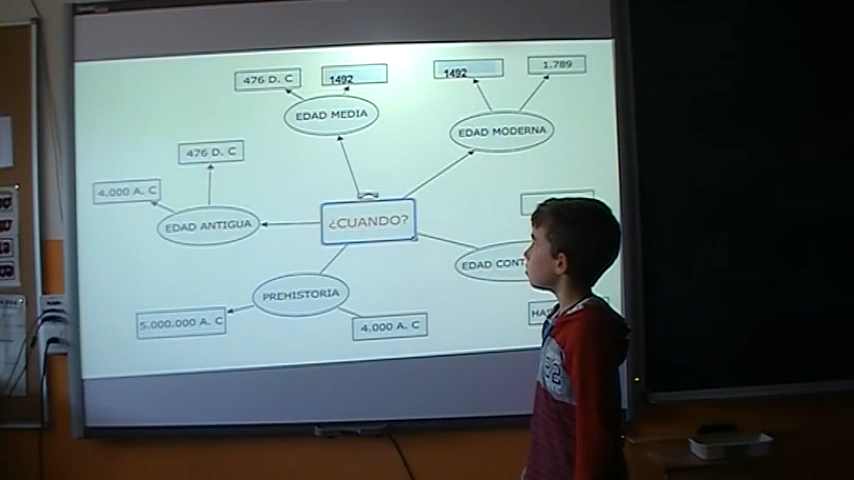 476 D. C
1492
1492
1.789
EDAD MEDIA
EDAD MODERNA
476 D. C
4.000 A. C
EDAD ANTIGUA
¿CUANDO?
EDAD CONT
PREHISTORIA
5.000.000 A. C
4.000 A. C
HA